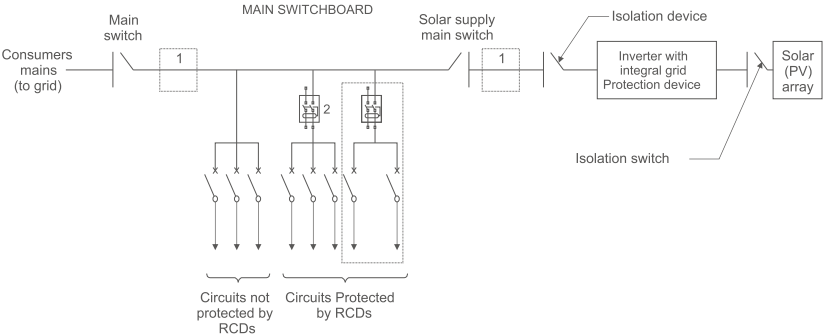 MAIN SWITCHBOARD
Main
switch
Solar supply
main switch
Isolation device
Consumers
mains
(to grid)
1
1
Inverter with
integral grid
Protection device
Solar
(PV)
array
2
Isolation switch
Circuits not
protected by
RCDs
Circuits Protected
by RCDs